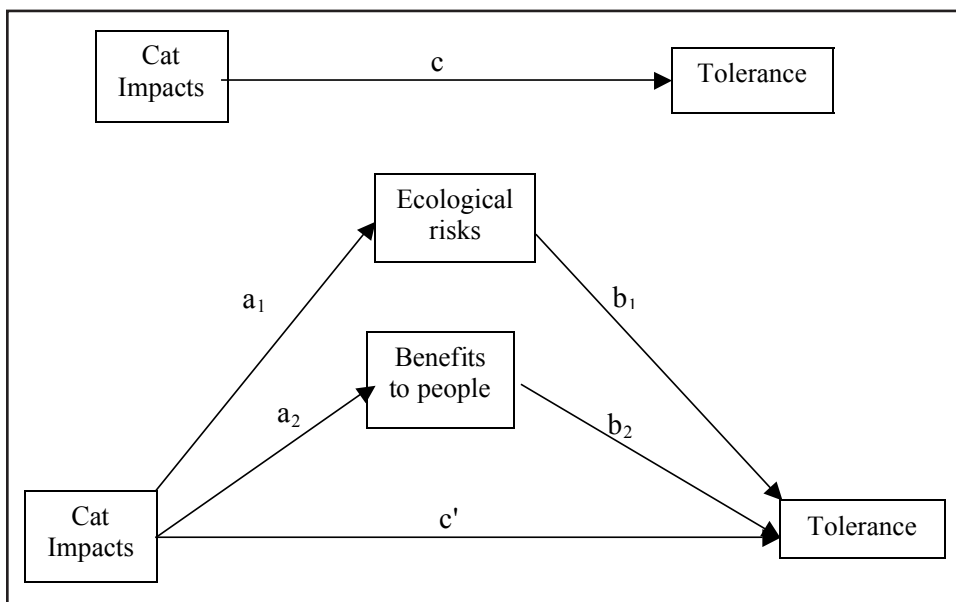 Cat
Impacts
c
Tolerance
Ecological
risks
a₁
b₁
Benefits
to people
a₂
b₂
Cat
Impacts
c'
Tolerance